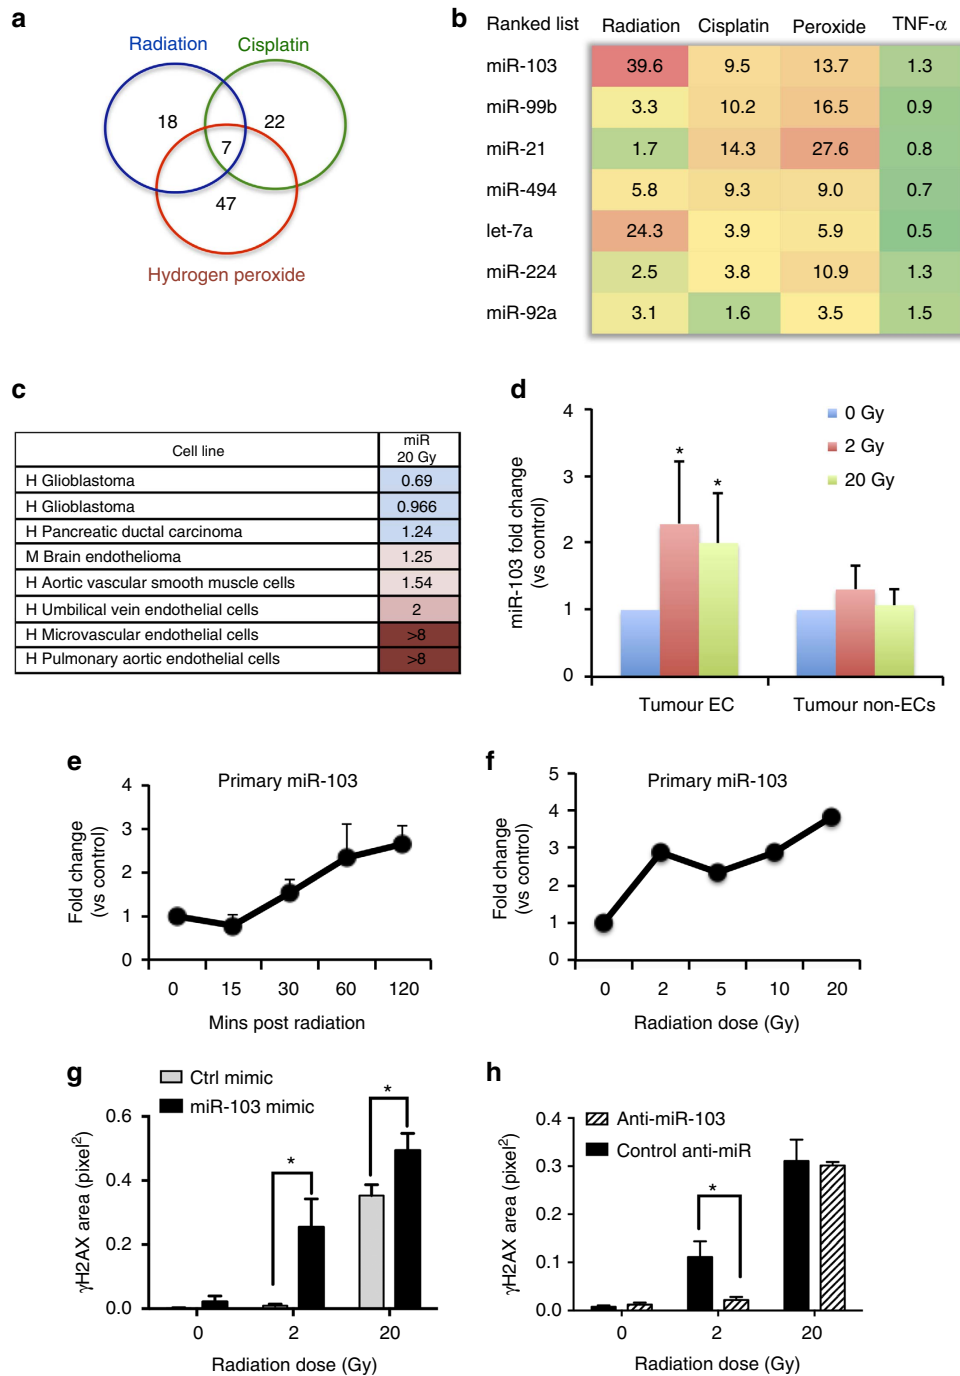 a
Radiation
Cisplatin
18
22
7
47
Hydrogen peroxide
b
Ranked list Radiation Cisplatin Peroxide TNF-α
miR-103 39.6 9.5 13.7 1.3
miR-99b 3.3 10.2 16.5 0.9
miR-21 1.7 14.3 27.6 0.8
miR-494 5.8 9.3 9.0 0.7
let-7a 24.3 3.9 5.9 0.5
miR-224 2.5 3.8 10.9 1.3
miR-92a 3.1 1.6 3.5 1.5
c
Cell line miR 20 Gy
H Glioblastoma 0.69
H Glioblastoma 0.966
H Pancreatic ductal carcinoma 1.24
M Brain endothelioma 1.25
H Aortic vascular smooth muscle cells 1.54
H Umbilical vein endothelial cells 2
H Microvascular endothelial cells >8
H Pulmonary aortic endothelial cells >8
d
miR-103 fold change
(vs control)
4
3
2
1
0
0 Gy
2 Gy
20 Gy
*
*
Tumour EC
Tumour non-ECs
e
Primary miR-103
Fold change
(vs control)
4
3
2
1
0
0 15 30 60 120
Mins post radiation
f
Primary miR-103
Fold change
(vs control)
5
4
3
2
1
0
0 2 5 10 20
Radiation dose (Gy)
g
Ctrl mimic
miR-103 mimic
γH2AX area (pixel²)
0.6
0.4
0.2
0.0
*
*
0 2 20
Radiation dose (Gy)
h
Anti-miR-103
Control anti-miR
γH2AX area (pixel²)
0.4
0.3
0.2
0.1
0.0
*
0 2 20
Radiation dose (Gy)